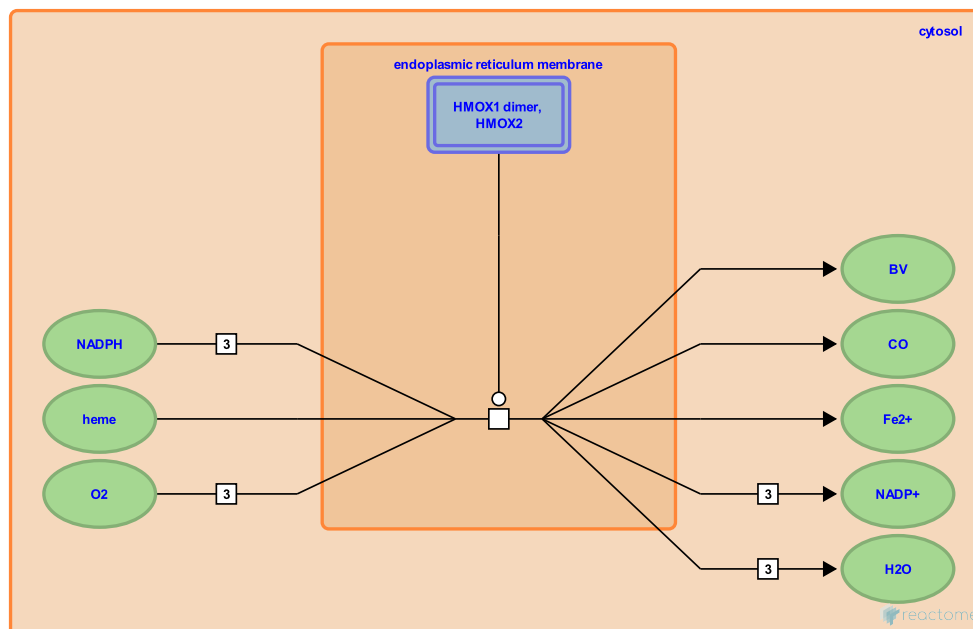 cytosol
endoplasmic reticulum membrane
HMOX1 dimer,
HMOX2
BV
NADPH
3
CO
heme
Fe2+
O2
3
3
NADP+
3
H2O
reactome